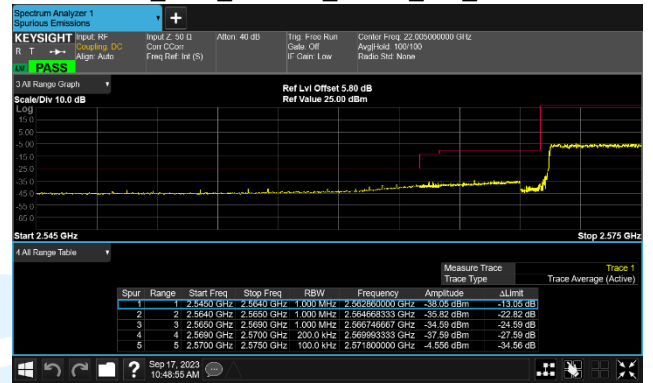 Spectrum Analyzer 1
Spurious Emissions
+
KEYSIGHT Input: RF Input Z: 50 Ω Atten: 40 dB Trig: Free Run Center Freq: 22.005000000 GHz
R T Coupling: DC Corr CCorr Gate: Off Avg|Hold: 100/100
Align: Auto Freq Ref: Int (S) IF Gain: Low Radio Std: None
LM PASS
3 All Range Graph
Ref Lvl Offset 5.80 dB
Scale/Div 10.0 dB Ref Value 25.00 dBm
Log
15.0
5.00
-5.00
-15.0
-25.0
-35.0
-45.0
-55.0
-65.0
Start 2.545 GHz Stop 2.575 GHz
4 All Range Table
Measure Trace Trace 1
Trace Type Trace Average (Active)
Spur Range Start Freq Stop Freq RBW Frequency Amplitude ΔLimit
1 1 2.5450 GHz 2.5640 GHz 1.000 MHz 2.562860000 GHz -38.05 dBm -13.05 dB
2 2 2.5640 GHz 2.5650 GHz 1.000 MHz 2.564668333 GHz -35.82 dBm -22.82 dB
3 3 2.5650 GHz 2.5690 GHz 1.000 MHz 2.566746667 GHz -34.59 dBm -24.59 dB
4 4 2.5690 GHz 2.5700 GHz 200.0 kHz 2.569993333 GHz -37.59 dBm -27.59 dB
5 5 2.5700 GHz 2.5750 GHz 100.0 kHz 2.571800000 GHz -4.556 dBm -34.56 dB
? Sep 17, 2023
10:48:55 AM